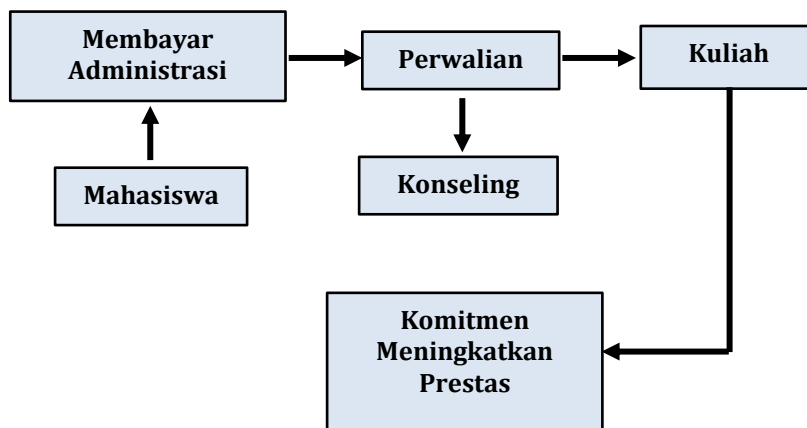 Membayar
Administrasi
Perwalian
Kuliah
Mahasiswa
Konseling
Komitmen
Meningkatkan
Prestas